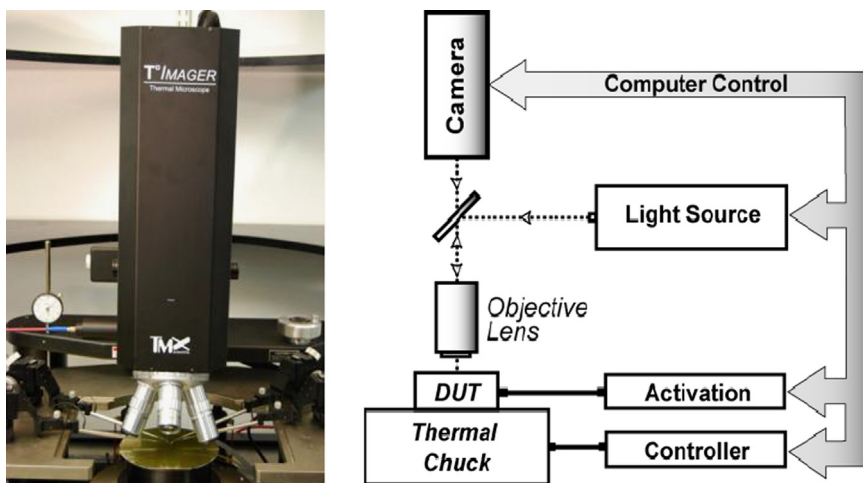 T°IMAGER
Thermal Microscope
TMX
Camera
Computer Control
Light Source
Objective
Lens
DUT
Activation
Thermal
Chuck
Controller